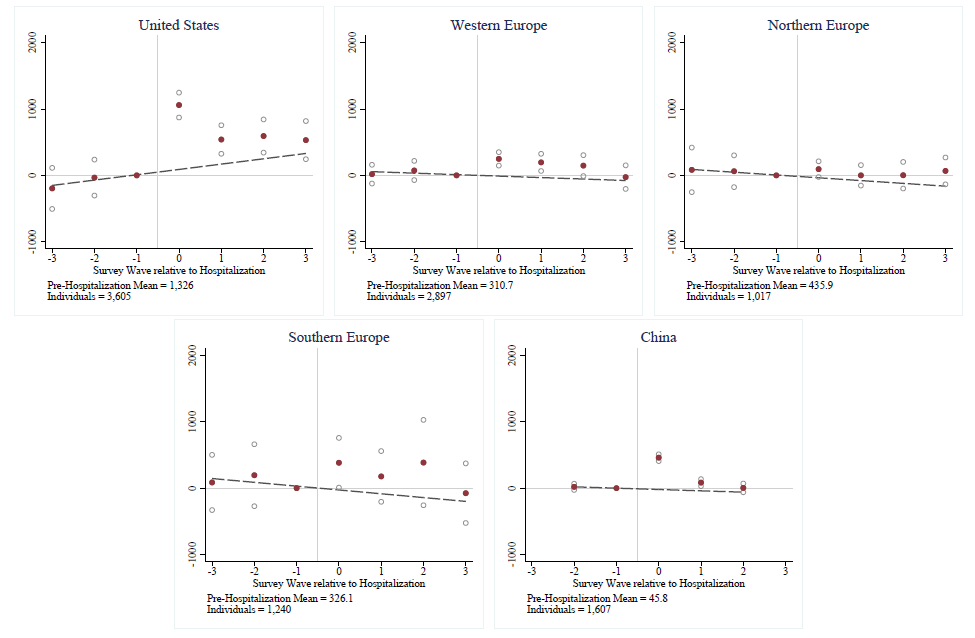 United States
2000
1000
0
-1000
-3 -2 -1 0 1 2 3
Survey Wave relative to Hospitalization
Pre-Hospitalization Mean = 1,326
Individuals = 3,605
Western Europe
2000
1000
0
-1000
-3 -2 -1 0 1 2 3
Survey Wave relative to Hospitalization
Pre-Hospitalization Mean = 310.7
Individuals = 2,897
Northern Europe
2000
1000
0
-1000
-3 -2 -1 0 1 2 3
Survey Wave relative to Hospitalization
Pre-Hospitalization Mean = 435.9
Individuals = 1,017
Southern Europe
2000
1000
0
-1000
-3 -2 -1 0 1 2 3
Survey Wave relative to Hospitalization
Pre-Hospitalization Mean = 326.1
Individuals = 1,240
China
2000
1000
0
-1000
-3 -2 -1 0 1 2 3
Survey Wave relative to Hospitalization
Pre-Hospitalization Mean = 45.8
Individuals = 1,607